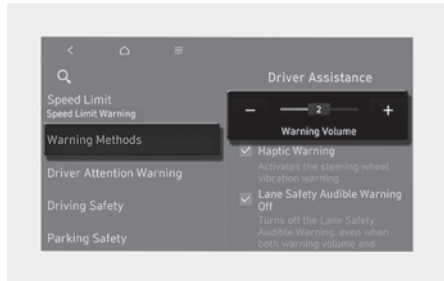 Driver Assistance
Speed Limit
Speed Limit Warning
Warning Methods
Driver Attention Warning
Driving Safety
Parking Safety
− 2 +
Warning Volume
Haptic Warning
Activates the steering wheel
vibration warning.
Lane Safety Audible Warning
Off
Turns off the Lane Safety
Audible Warning, even when
both warning volume and